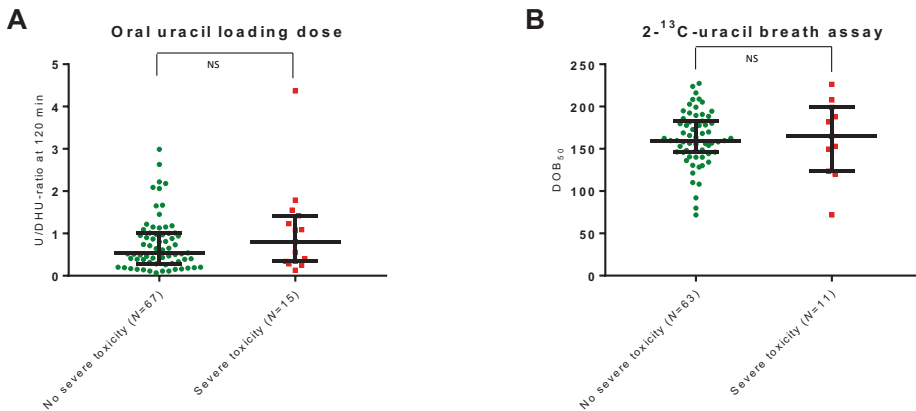 A
Oral uracil loading dose
NS
U/DHU-ratio at 120 min
5
4
3
2
1
0
No severe toxicity (N=67)
Severe toxicity (N=15)
B
2-¹³C-uracil breath assay
NS
DOB₅₀
250
200
150
100
50
0
No severe toxicity (N=63)
Severe toxicity (N=11)